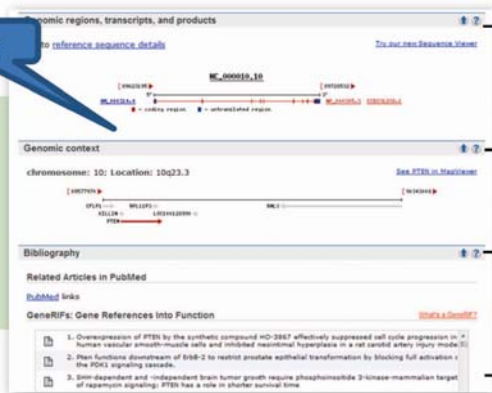 Genomic regions, transcripts, and products
to reference sequence details
Try our new Sequence Viewer
NC_000010.10
5'
3'
= coding region = untranslated region
Genomic context
chromosome: 10; Location: 10q23.3
See PTEN in MapViewer
PTEN
Bibliography
Related Articles in PubMed
PubMed links
GeneRIFs: Gene References Into Function
What's a GeneRIF?
1. Overexpression of PTEN by the synthetic compound HO-3867 effectively suppressed cell cycle progression in
human vascular smooth-muscle cells and inhibited neointimal hyperplasia in a rat carotid artery injury mode
2. Pten functions downstream of ErbB-2 to restrict prostate epithelial transformation by blocking full activation
the PDK1 signaling cascade.
3. SHH-dependent and -independent brain tumor growth require phosphoinositide 3-kinase-mammalian target
of rapamycin signaling; PTEN has a role in shorter survival time